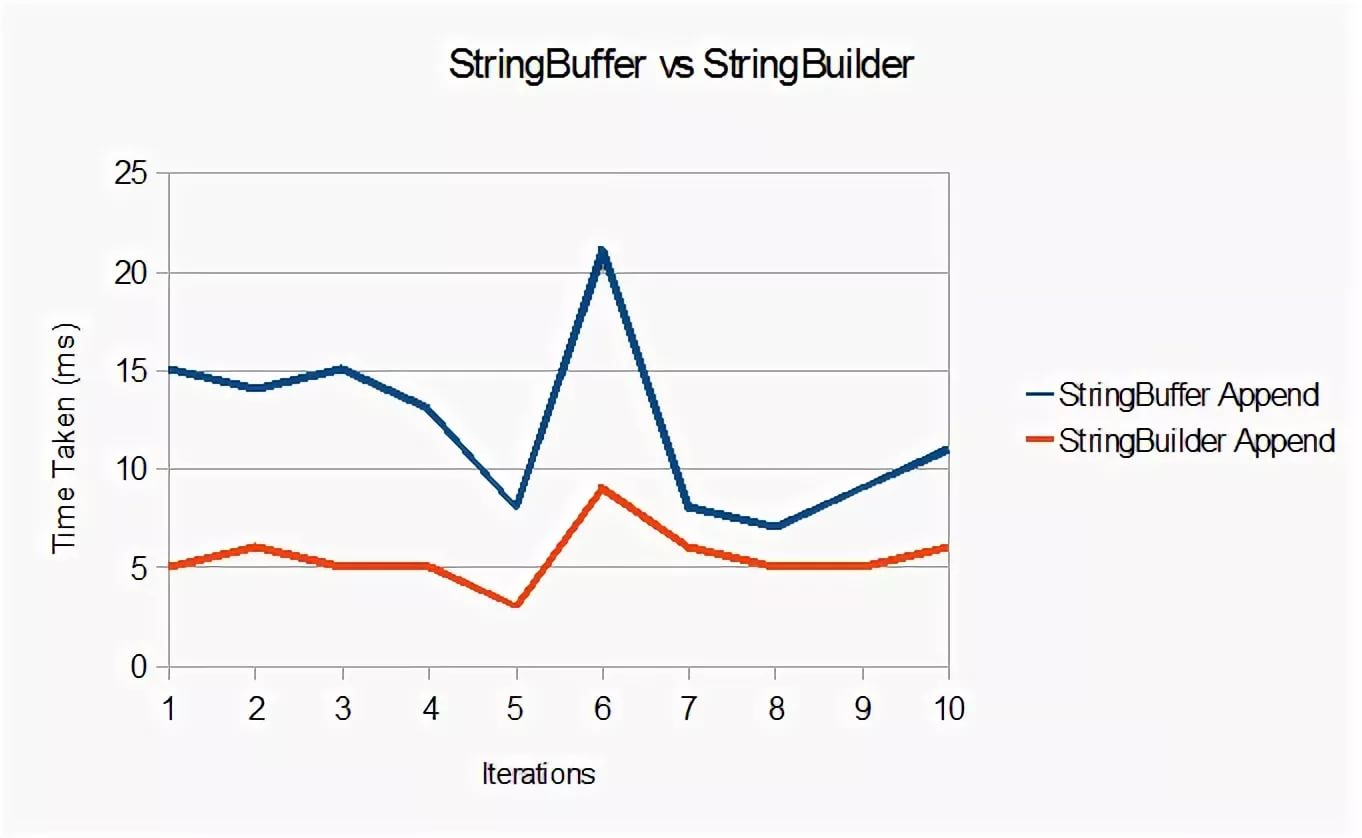 StringBuffer vs StringBuilder
25
20
15
10
5
0
Time Taken (ms)
1 2 3 4 5 6 7 8 9 10
Iterations
StringBuffer Append
StringBuilder Append